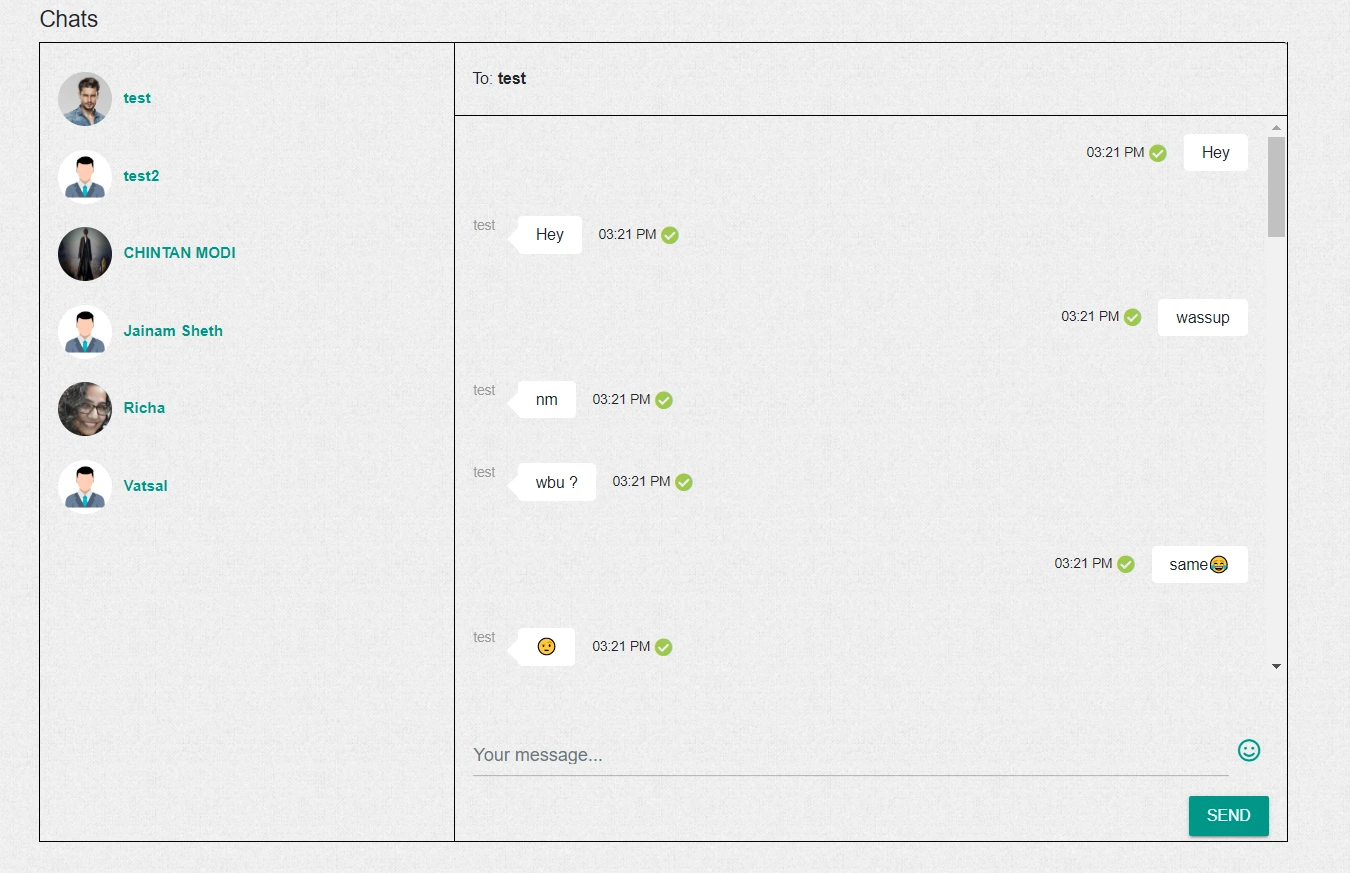 Chats
test
test2
CHINTAN MODI
Jainam Sheth
Richa
Vatsal
To: test
03:21 PM Hey
test Hey 03:21 PM
03:21 PM wassup
test nm 03:21 PM
test wbu ? 03:21 PM
03:21 PM same😂
test 😟 03:21 PM
Your message...
SEND